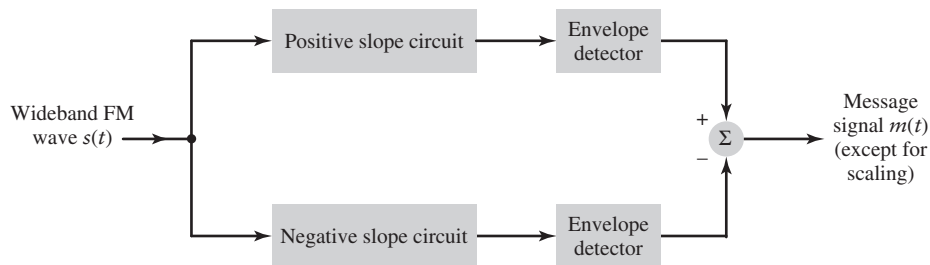 Wideband FM
wave s(t)
Positive slope circuit
Envelope
detector
+
Σ
−
Message
signal m(t)
(except for
scaling)
Negative slope circuit
Envelope
detector